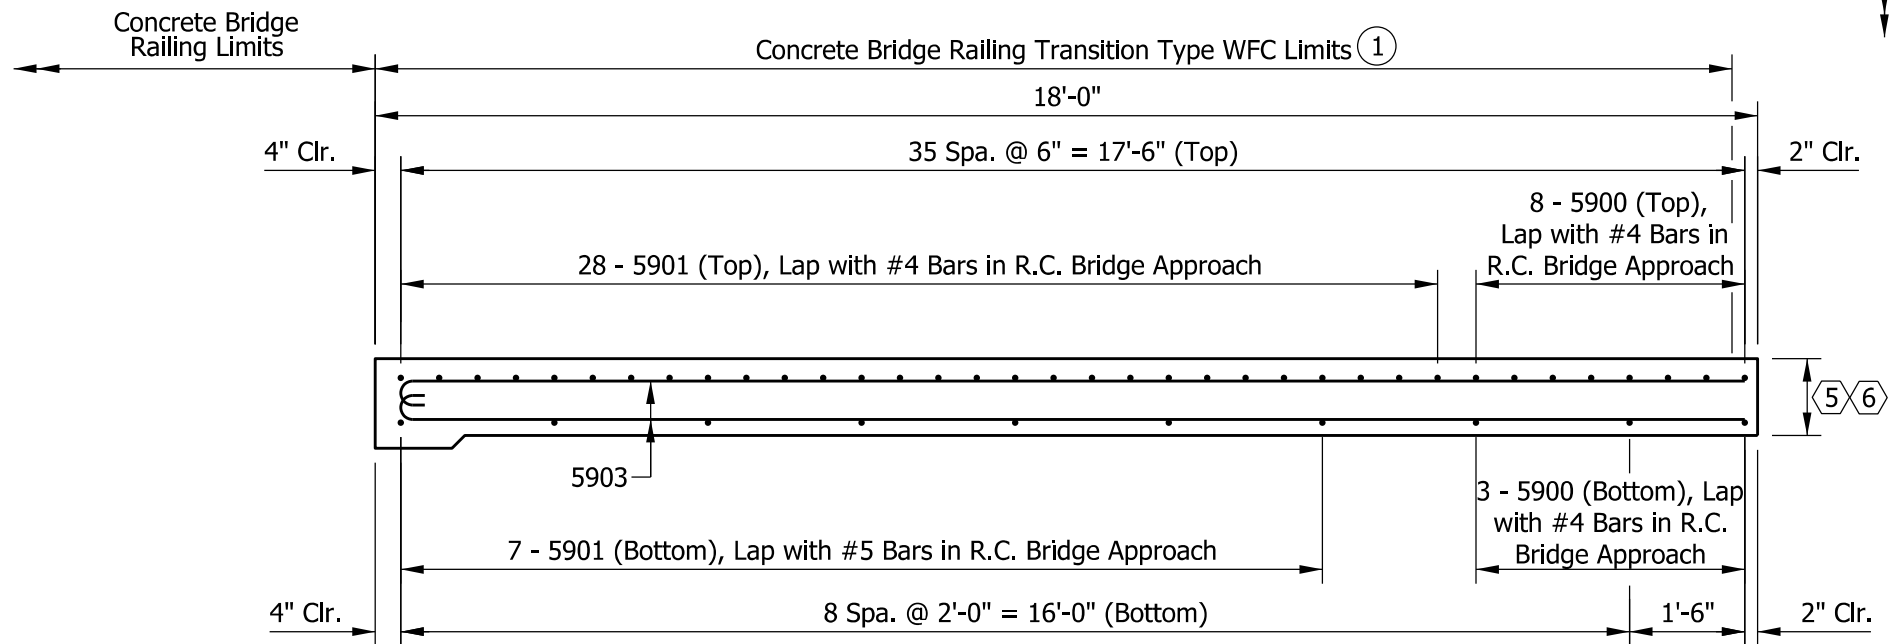 Concrete Bridge
Railing Limits
Concrete Bridge Railing Transition Type WFC Limits 1
18'-0"
4" Clr.
35 Spa. @ 6" = 17'-6" (Top)
2" Clr.
8 - 5900 (Top),
Lap with #4 Bars in
R.C. Bridge Approach
28 - 5901 (Top), Lap with #4 Bars in R.C. Bridge Approach
5 6
5903
3 - 5900 (Bottom), Lap
with #4 Bars in R.C.
Bridge Approach
7 - 5901 (Bottom), Lap with #5 Bars in R.C. Bridge Approach
4" Clr.
8 Spa. @ 2'-0" = 16'-0" (Bottom)
1'-6"
2" Clr.